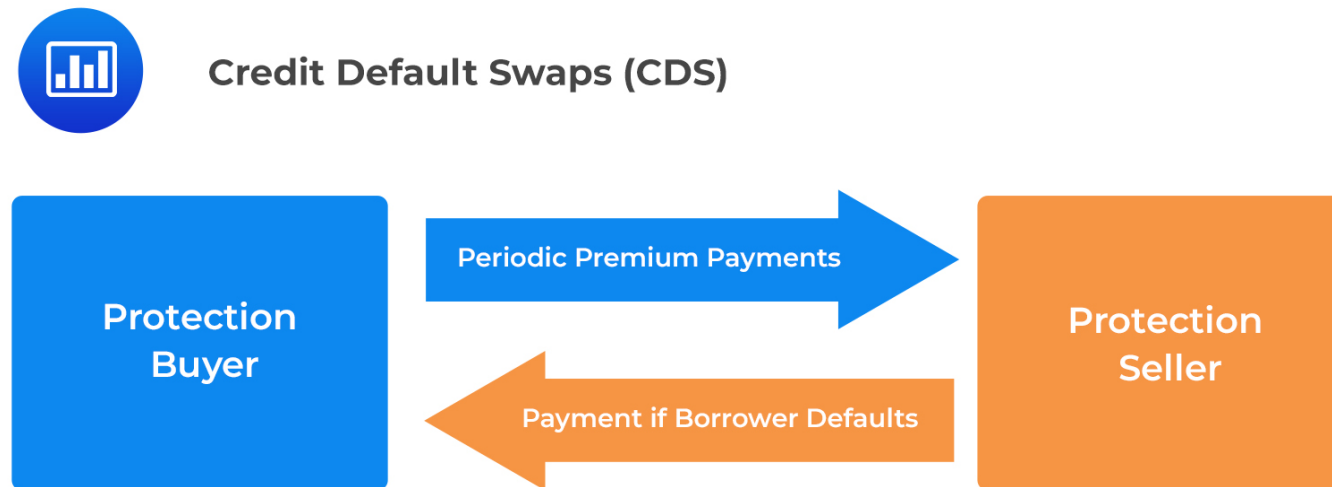 Credit Default Swaps (CDS)
Protection
Buyer
Periodic Premium Payments
Payment if Borrower Defaults
Protection
Seller